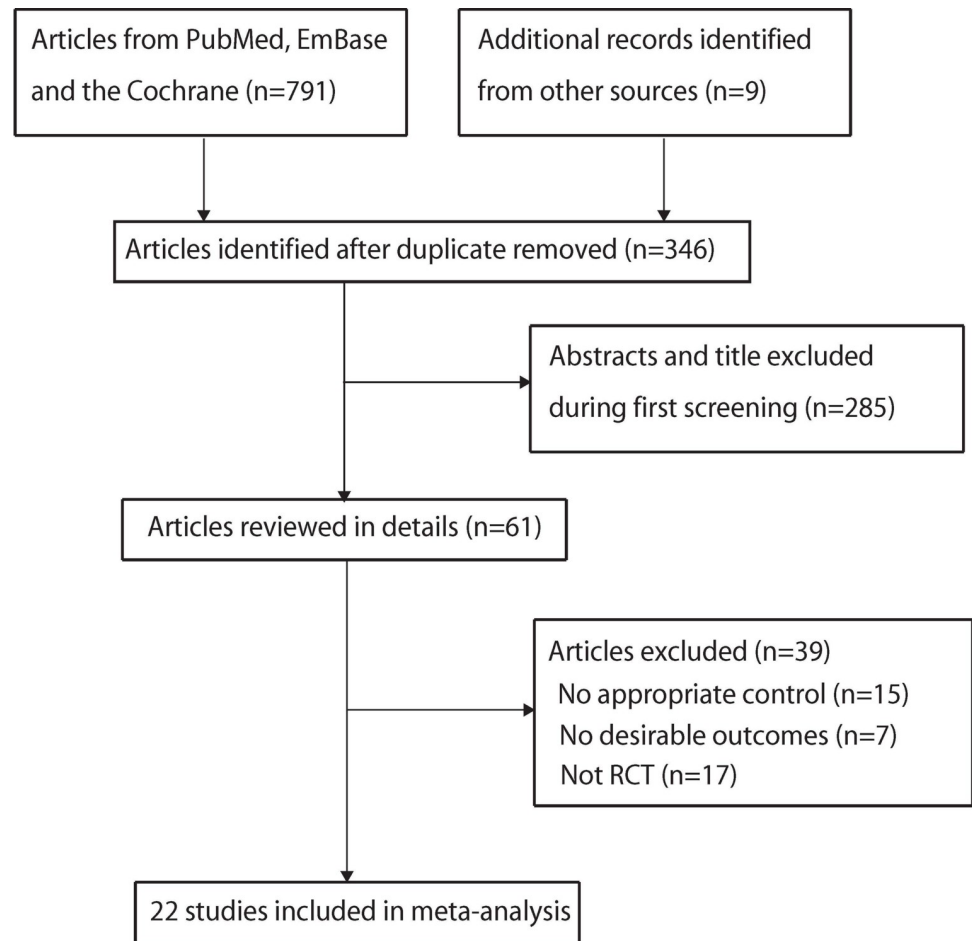 Articles from PubMed, EmBase
and the Cochrane (n=791)
Additional records identified
from other sources (n=9)
Articles identified after duplicate removed (n=346)
Abstracts and title excluded
during first screening (n=285)
Articles reviewed in details (n=61)
Articles excluded (n=39)
No appropriate control (n=15)
No desirable outcomes (n=7)
Not RCT (n=17)
22 studies included in meta-analysis